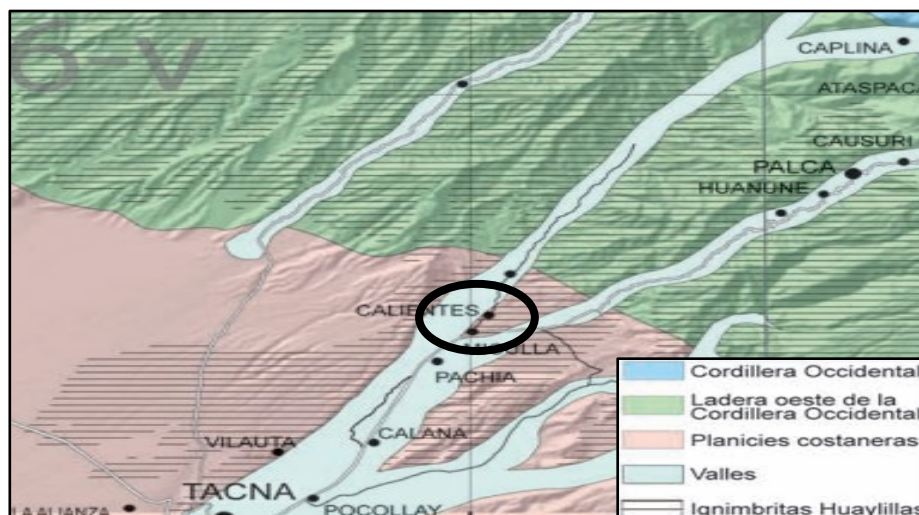 6-V
CAPLINA
ATASPACA
CAUSURI
PALCA
HUANUNE
CALIENTES
MICULLA
PACHIA
VILAUTA
CALANA
TACNA
POCOLLAY
LA ALIANZA
Cordillera Occidental
Ladera oeste de la
Cordillera Occidental
Planicies costaneras
Valles
Ignimbritas Huaylillas